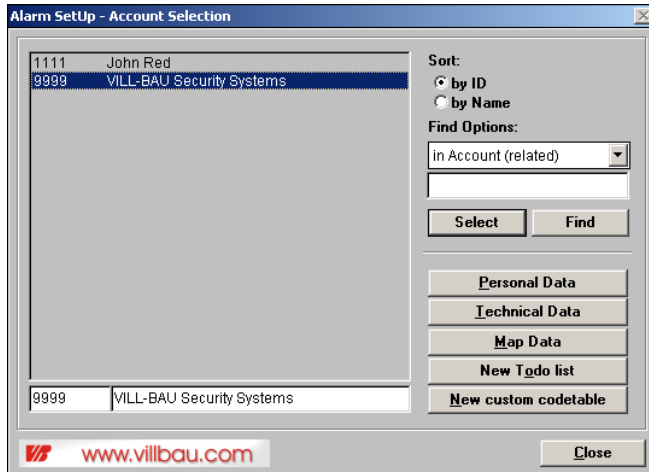 Alarm SetUp - Account Selection
1111 John Red
9999 VILL-BAU Security Systems
Sort:
by ID
by Name
Find Options:
in Account (related)
Select Find
Personal Data
Technical Data
Map Data
New Todo list
New custom codetable
9999 VILL-BAU Security Systems
VB www.villbau.com
Close